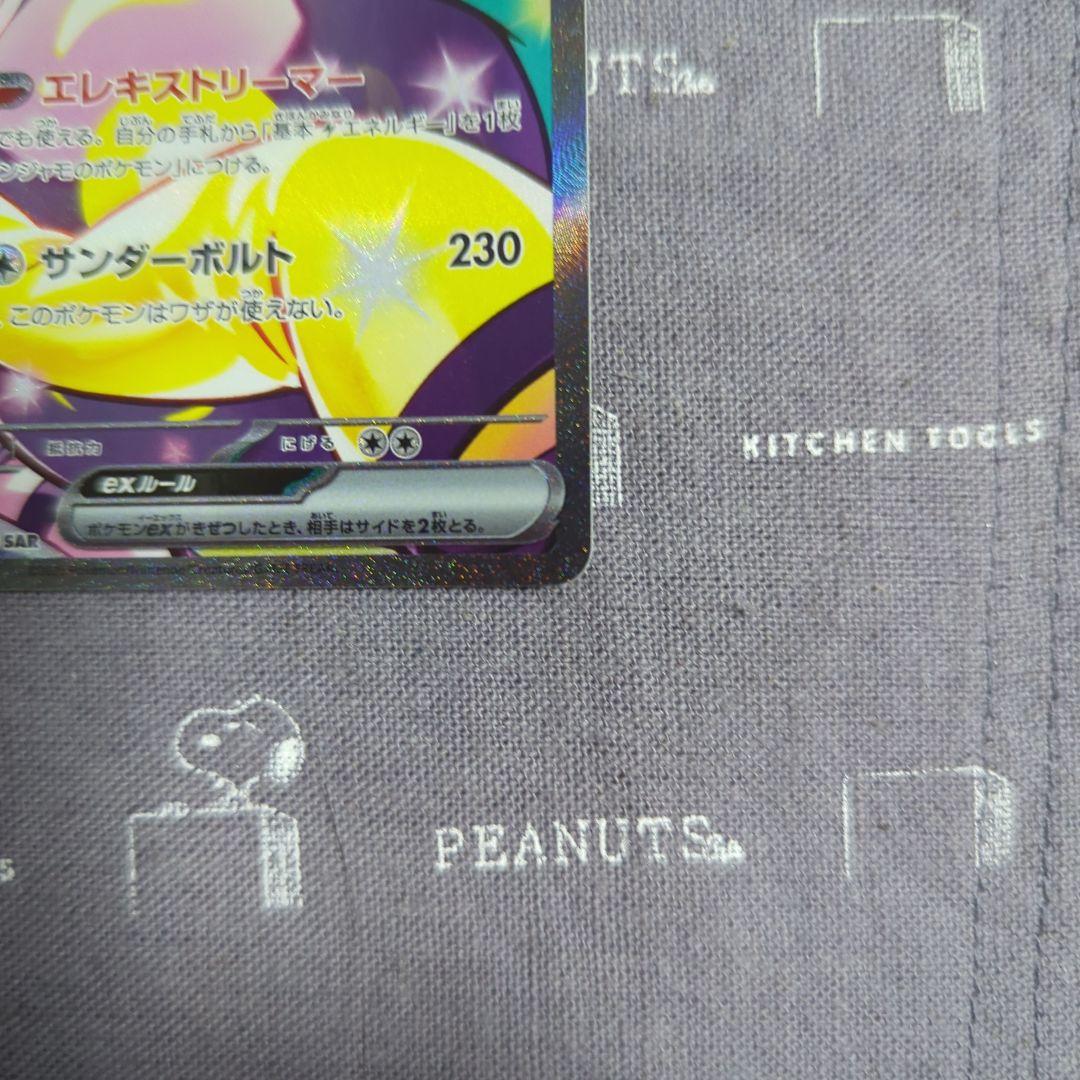 エレキストリーマー
でも使える。自分の手札から「基本 エネルギー」を1枚
ンジャモのポケモン」につける。
サンダーボルト 230
このポケモンはワザが使えない。
抵抗力 にげる
exルール
ポケモンexがきぜつしたとき、相手はサイドを2枚とる。
SAR
UTS
KITCHEN TOOLS
PEANUTS
S